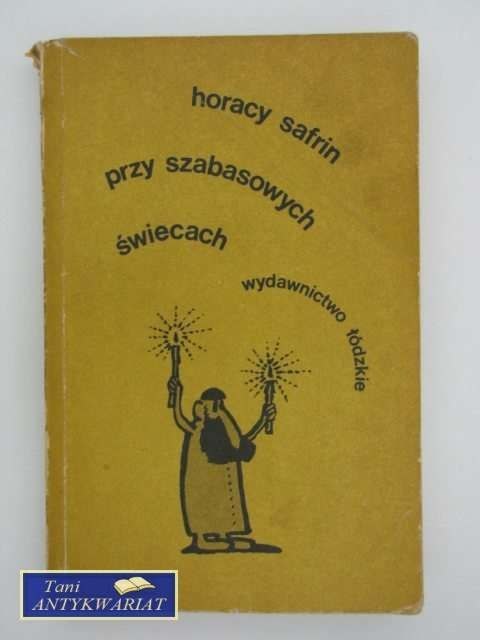 horacy safrin
przy szabasowych
świecach
wydawnictwo łódzkie
Tani
ANTYKWARIAT